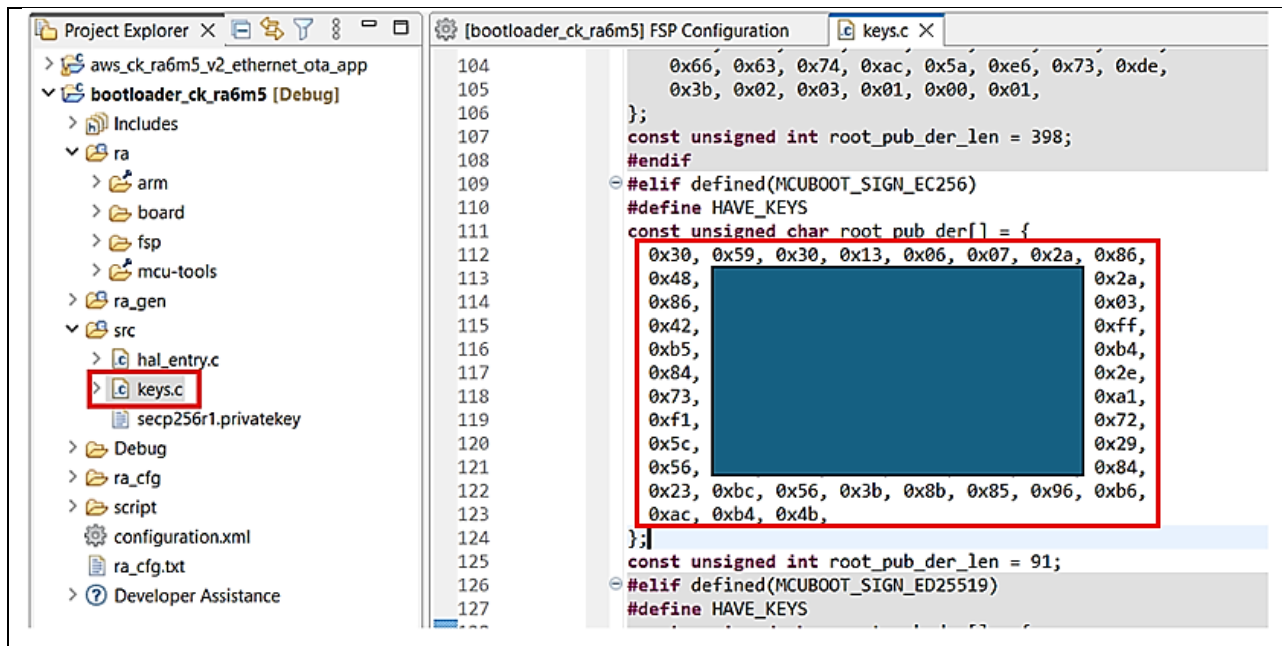 Project Explorer
aws_ck_ra6m5_v2_ethernet_ota_app
bootloader_ck_ra6m5 [Debug]
Includes
ra
arm
board
fsp
mcu-tools
ra_gen
src
hal_entry.c
keys.c
secp256r1.privatekey
Debug
ra_cfg
script
configuration.xml
ra_cfg.txt
Developer Assistance
[bootloader_ck_ra6m5] FSP Configuration
keys.c
104 0x66, 0x63, 0x74, 0xac, 0x5a, 0xe6, 0x73, 0xde,
105 0x3b, 0x02, 0x03, 0x01, 0x00, 0x01,
106 };
107 const unsigned int root_pub_der_len = 398;
108 #endif
109 #elif defined(MCUBOOT_SIGN_EC256)
110 #define HAVE_KEYS
111 const unsigned char root_pub_der[] = {
112 0x30, 0x59, 0x30, 0x13, 0x06, 0x07, 0x2a, 0x86,
113 0x48, 0x2a,
114 0x86, 0x03,
115 0x42, 0xff,
116 0xb5, 0xb4,
117 0x84, 0x2e,
118 0x73, 0xa1,
119 0xf1, 0x72,
120 0x5c, 0x29,
121 0x56, 0x84,
122 0x23, 0xbc, 0x56, 0x3b, 0x8b, 0x85, 0x96, 0xb6,
123 0xac, 0xb4, 0x4b,
124 };
125 const unsigned int root_pub_der_len = 91;
126 #elif defined(MCUBOOT_SIGN_ED25519)
127 #define HAVE_KEYS